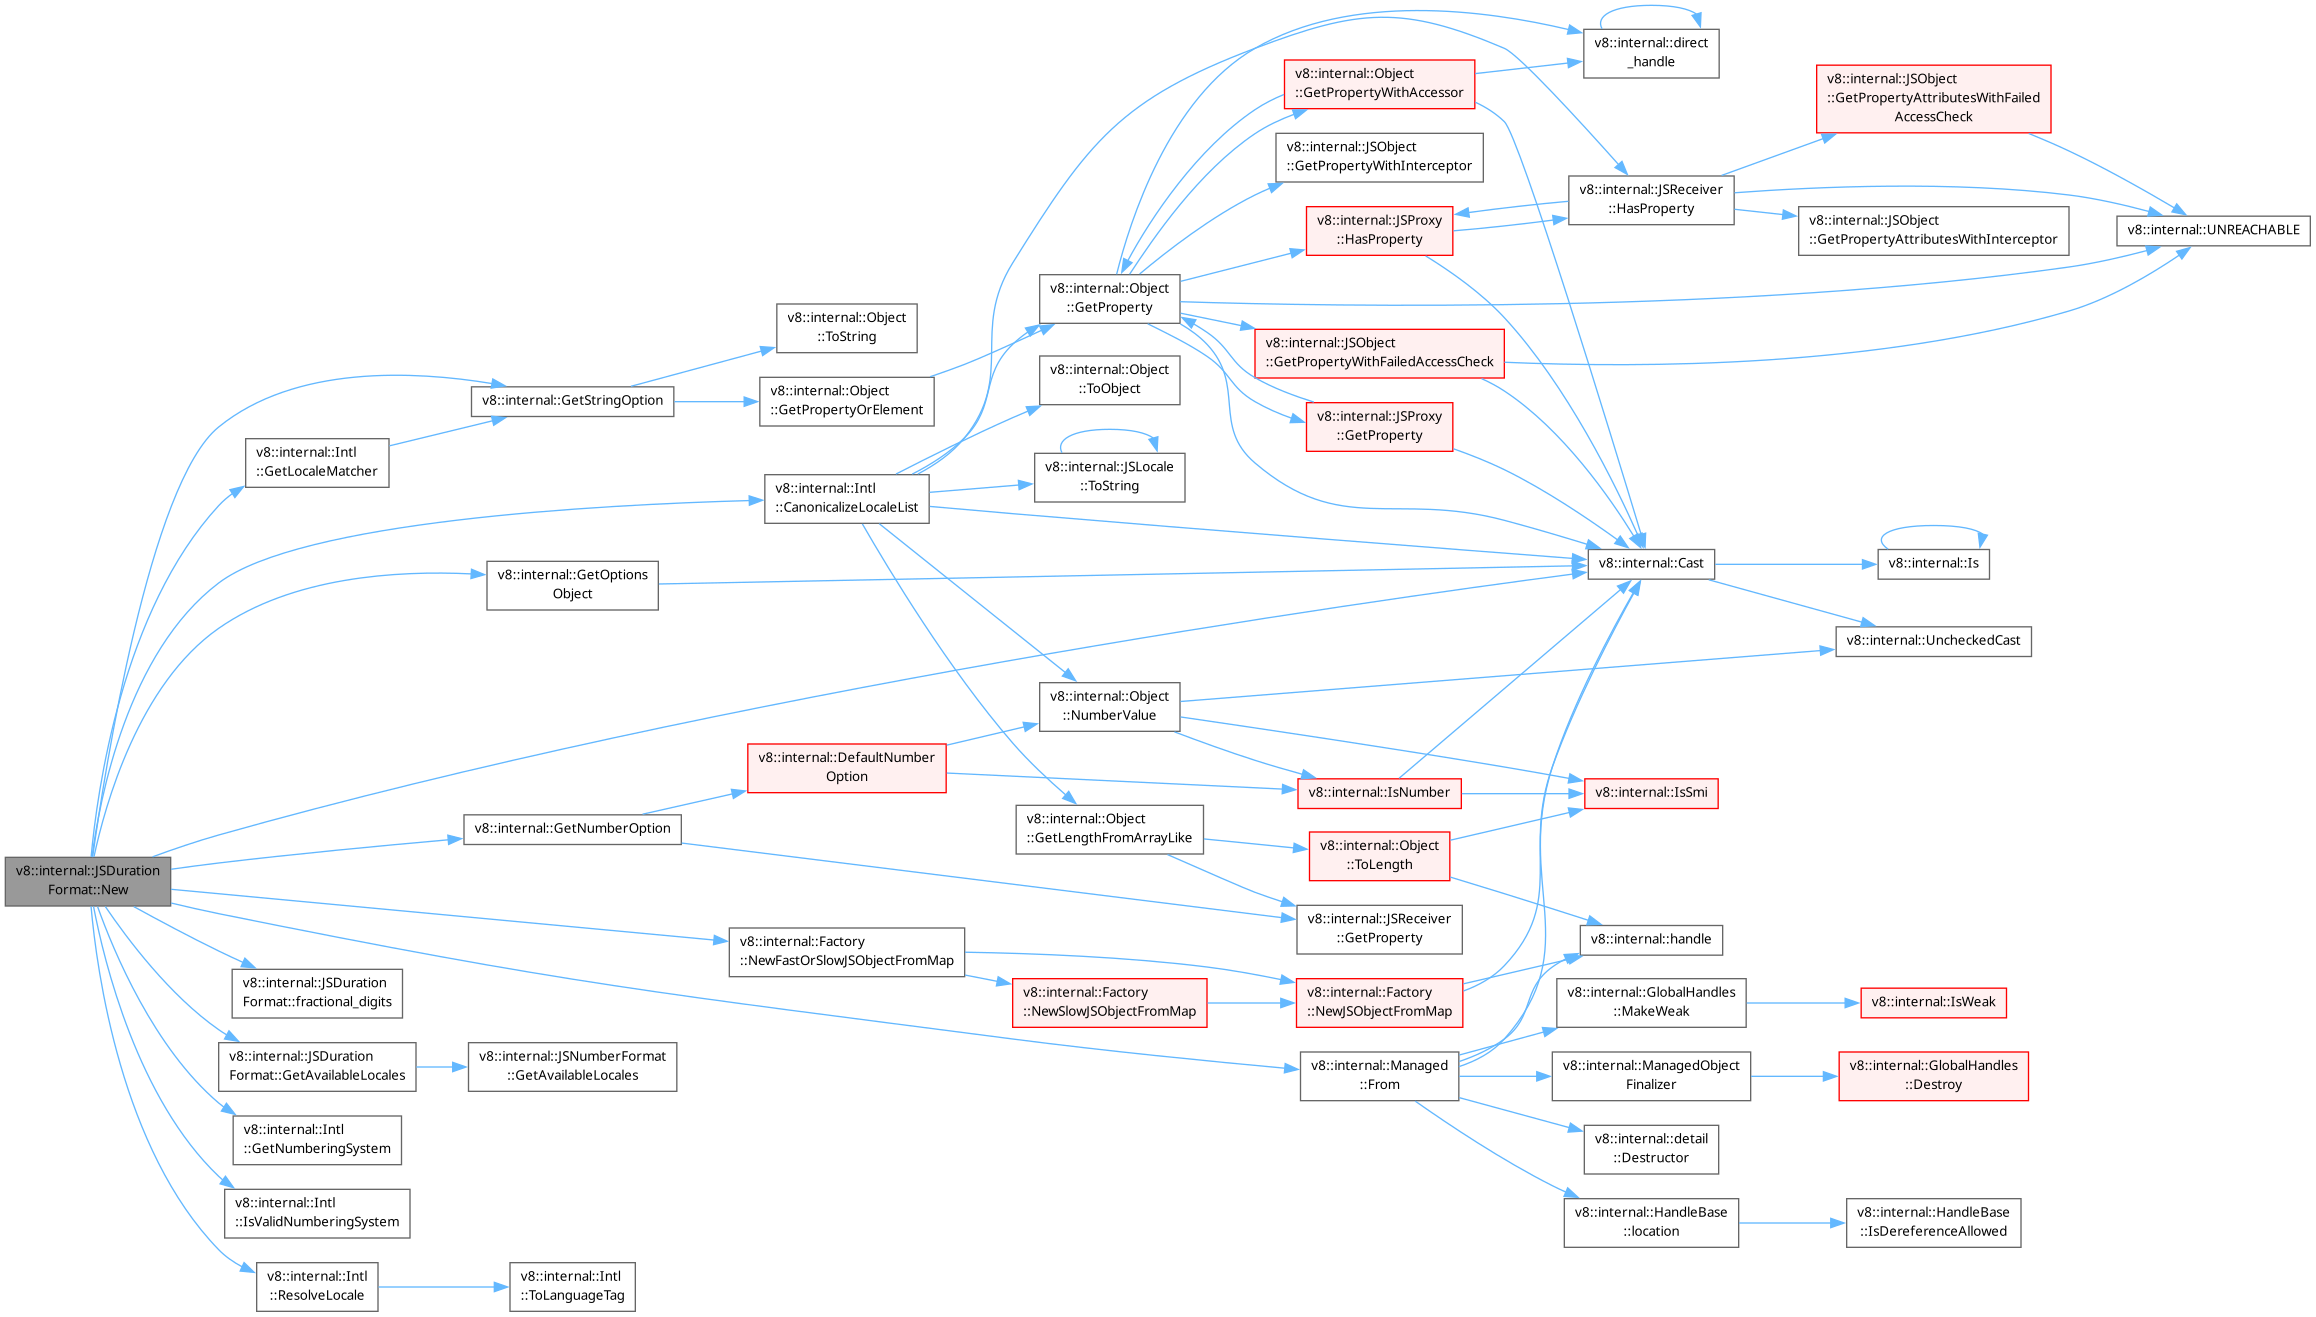 v8::internal::JSDuration
Format::New
v8::internal::GetStringOption
v8::internal::Intl
::GetLocaleMatcher
v8::internal::Object
::ToString
v8::internal::Object
::GetPropertyOrElement
v8::internal::Intl
::CanonicalizeLocaleList
v8::internal::GetOptions
Object
v8::internal::Object
::GetProperty
v8::internal::Object
::ToObject
v8::internal::JSLocale
::ToString
v8::internal::Object
::GetPropertyWithAccessor
v8::internal::JSObject
::GetPropertyWithInterceptor
v8::internal::JSProxy
::HasProperty
v8::internal::JSObject
::GetPropertyWithFailedAccessCheck
v8::internal::JSProxy
::GetProperty
v8::internal::direct
_handle
v8::internal::JSReceiver
::HasProperty
v8::internal::JSObject
::GetPropertyAttributesWithFailed
AccessCheck
v8::internal::JSObject
::GetPropertyAttributesWithInterceptor
v8::internal::UNREACHABLE
v8::internal::Cast
v8::internal::Is
v8::internal::UncheckedCast
v8::internal::Object
::NumberValue
v8::internal::DefaultNumber
Option
v8::internal::GetNumberOption
v8::internal::IsNumber
v8::internal::IsSmi
v8::internal::Object
::GetLengthFromArrayLike
v8::internal::Object
::ToLength
v8::internal::JSReceiver
::GetProperty
v8::internal::handle
v8::internal::Factory
::NewFastOrSlowJSObjectFromMap
v8::internal::Factory
::NewSlowJSObjectFromMap
v8::internal::Factory
::NewJSObjectFromMap
v8::internal::JSDuration
Format::fractional_digits
v8::internal::JSDuration
Format::GetAvailableLocales
v8::internal::JSNumberFormat
::GetAvailableLocales
v8::internal::Managed
::From
v8::internal::GlobalHandles
::MakeWeak
v8::internal::IsWeak
v8::internal::ManagedObject
Finalizer
v8::internal::GlobalHandles
::Destroy
v8::internal::detail
::Destructor
v8::internal::HandleBase
::location
v8::internal::HandleBase
::IsDereferenceAllowed
v8::internal::Intl
::GetNumberingSystem
v8::internal::Intl
::IsValidNumberingSystem
v8::internal::Intl
::ResolveLocale
v8::internal::Intl
::ToLanguageTag